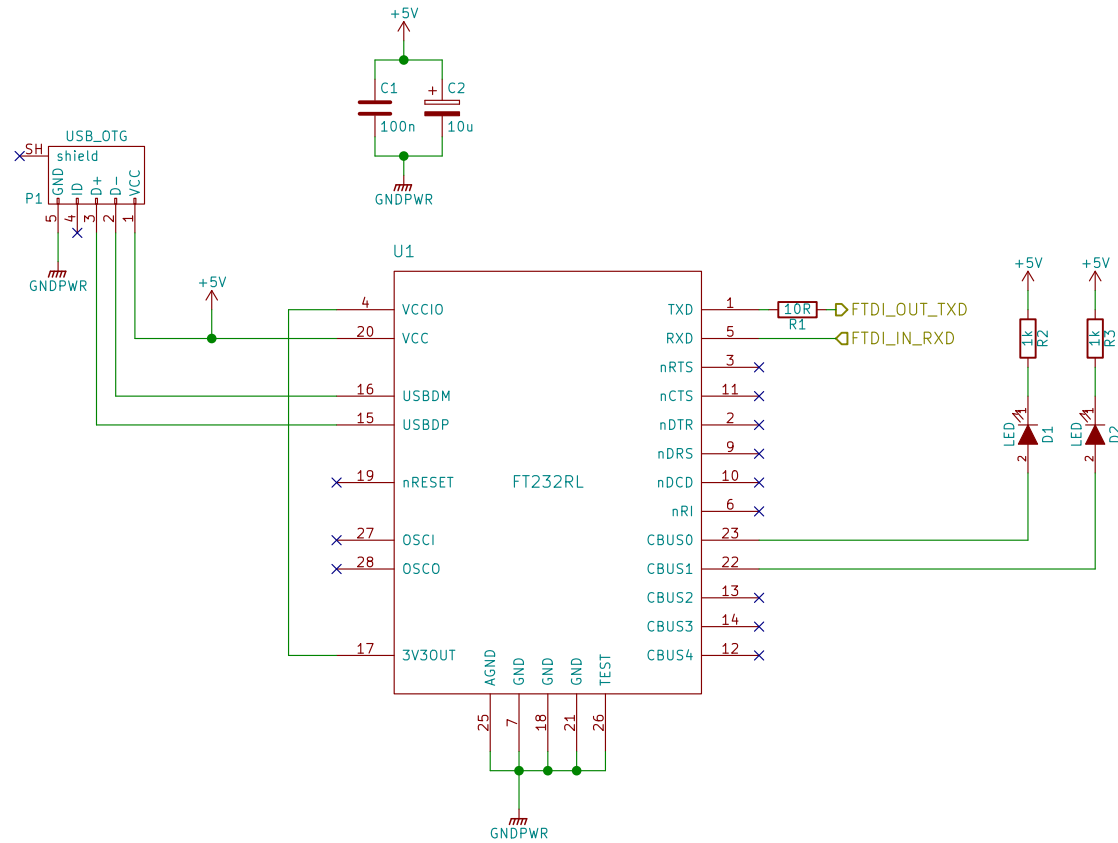 +5V
C1
100n
+
C2
10u
GNDPWR
USB_OTG
SH
shield
P1
GND
ID
D+
D-
VCC
5
4
3
2
1
GNDPWR
+5V
U1
FT232RL
4 VCCIO
20 VCC
16 USBDM
15 USBDP
19 nRESET
27 OSCI
28 OSCO
17 3V3OUT
TXD 1
RXD 5
nRTS 3
nCTS 11
nDTR 2
nDRS 9
nDCD 10
nRI 6
CBUS0 23
CBUS1 22
CBUS2 13
CBUS3 14
CBUS4 12
AGND
GND
GND
GND
TEST
25
7
18
21
26
GNDPWR
10R
R1
FTDI_OUT_TXD
FTDI_IN_RXD
+5V
1k
R2
LED
1
D1
2
+5V
1k
R3
LED
1
D2
2